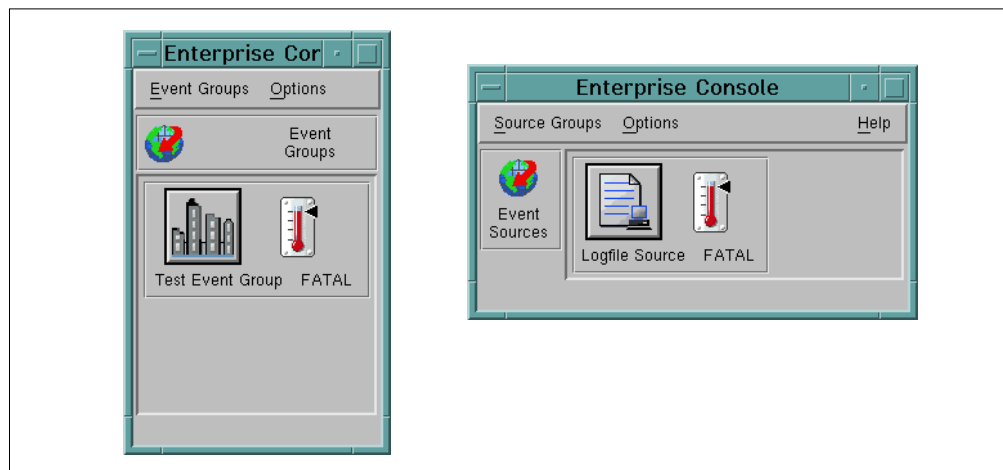 Enterprise Cor
Event Groups Options
Event
Groups
Test Event Group FATAL
Enterprise Console
Source Groups Options Help
Event
Sources
Logfile Source FATAL